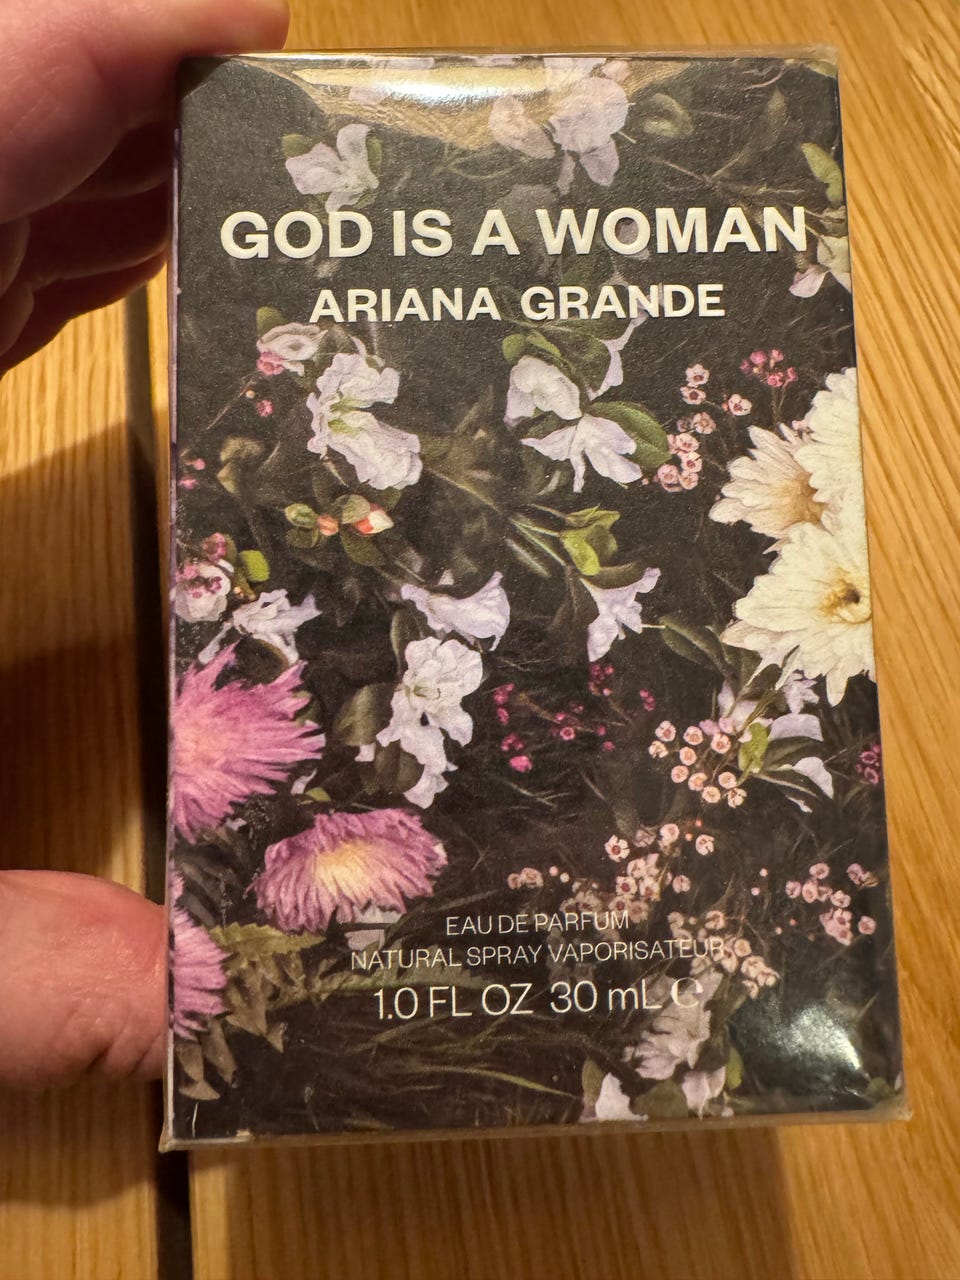 GOD IS A WOMAN
ARIANA GRANDE
EAU DE PARFUM
NATURAL SPRAY VAPORISATEUR
1.0 FL OZ 30 mL ℮